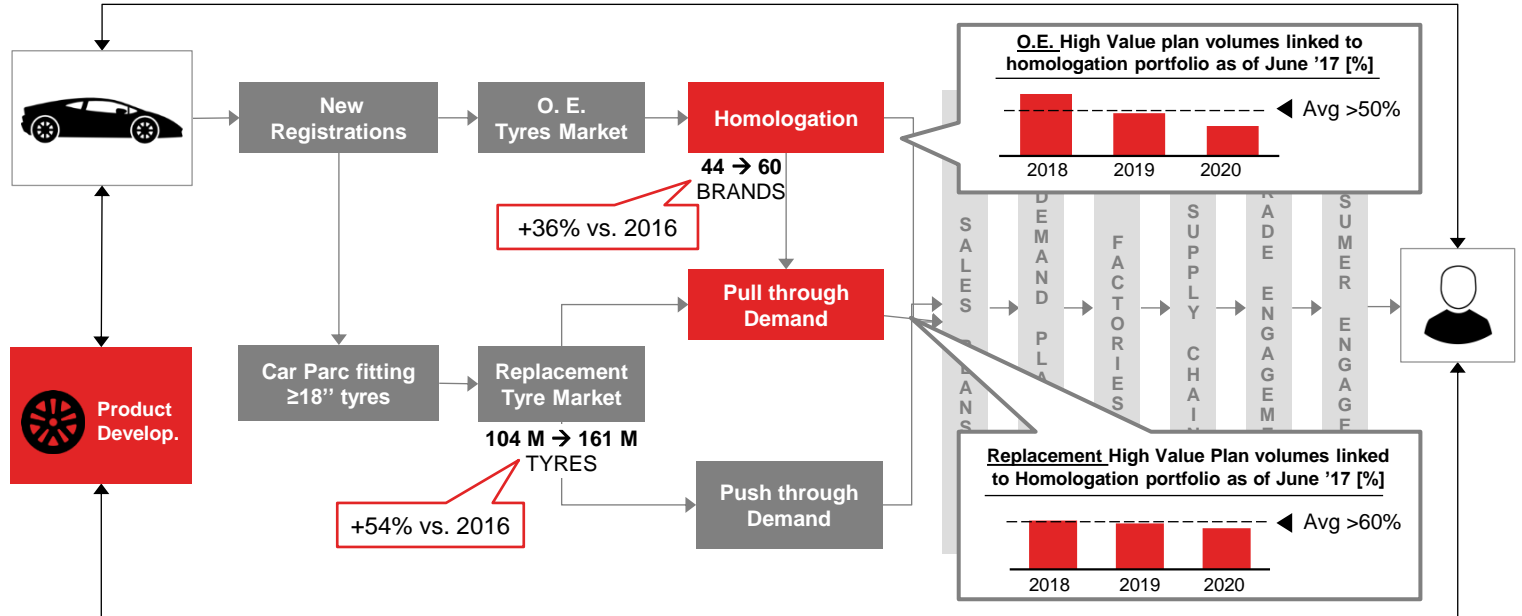 O.E. High Value plan volumes linked to
homologation portfolio as of June '17 [%]
Avg >50%
2018 2019 2020
New
Registrations
O. E.
Tyres Market
Homologation
44 → 60
BRANDS
+36% vs. 2016
Pull through
Demand
Car Parc fitting
≥18’’ tyres
Replacement
Tyre Market
104 M → 161 M
TYRES
+54% vs. 2016
Push through
Demand
Product
Develop.
SALES
DEMAND
FACTORIES
SUPPLY CHAIN
ENGAGEME
ENGAGE
Replacement High Value Plan volumes linked
to Homologation portfolio as of June '17 [%]
Avg >60%
2018 2019 2020